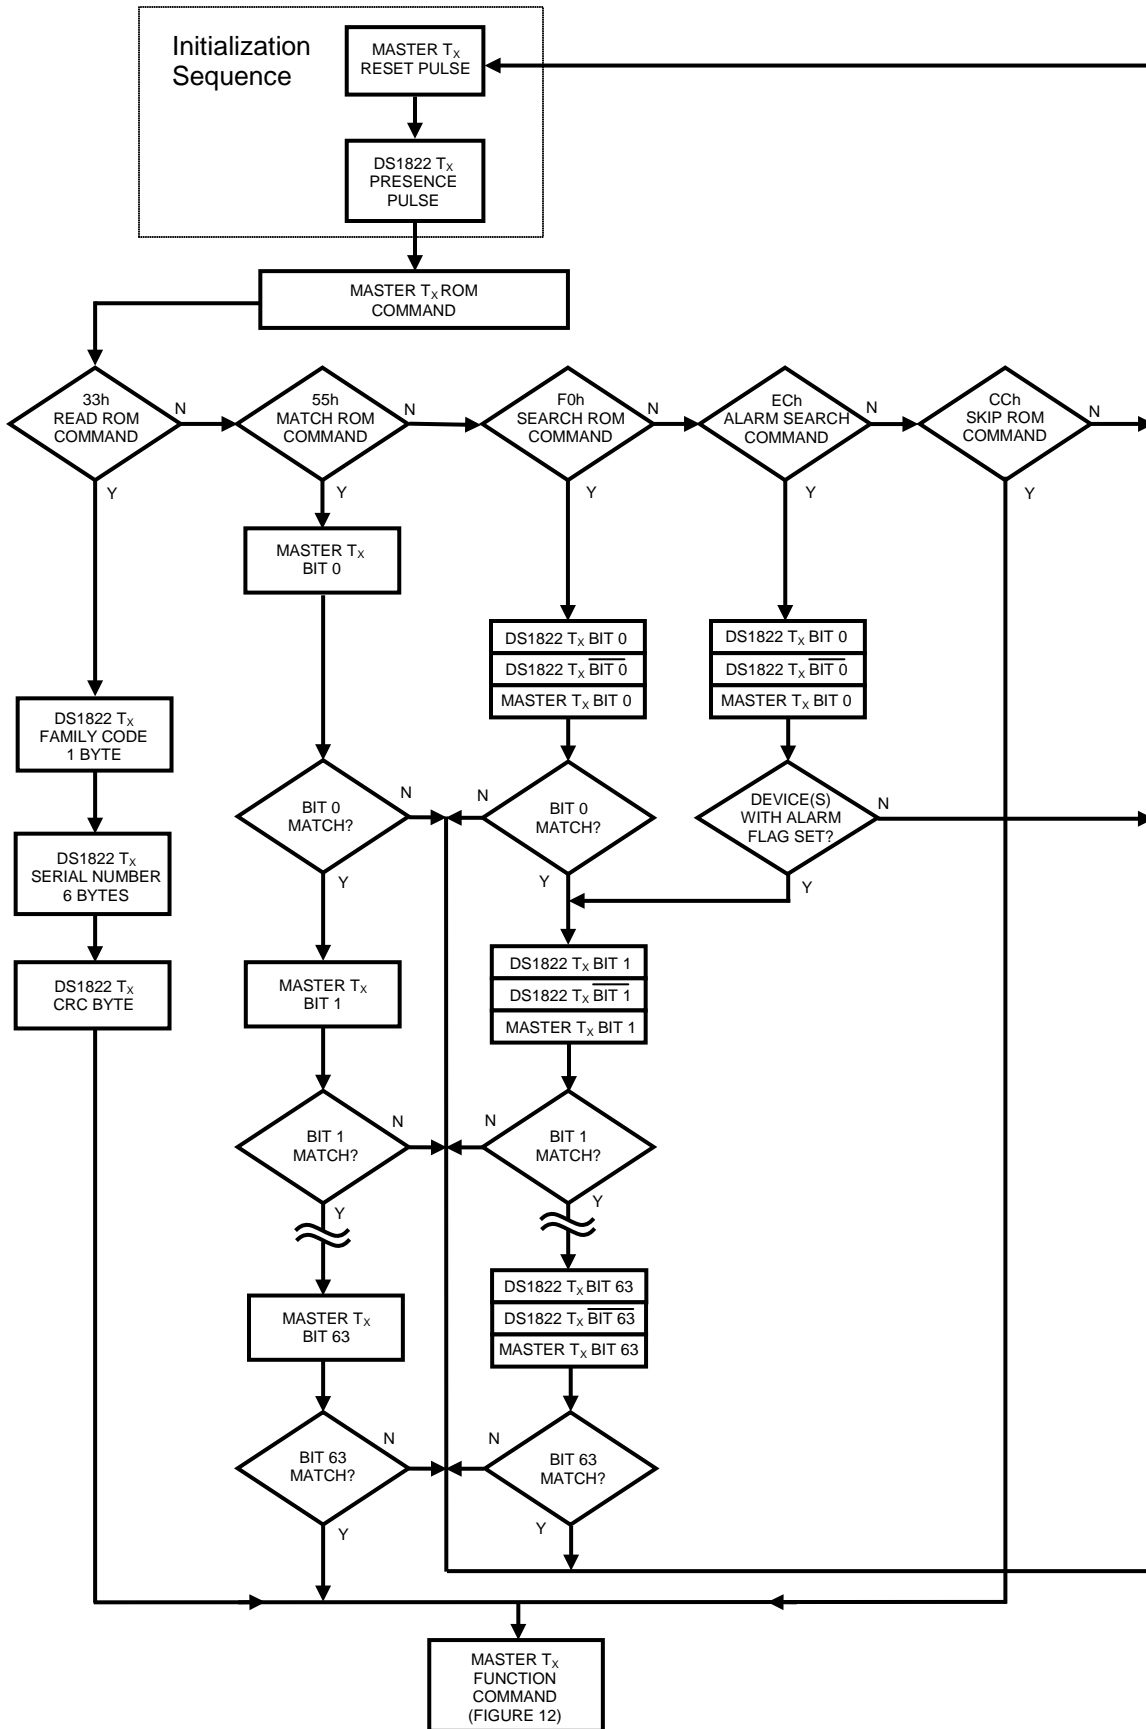 Initialization
Sequence
MASTER TX
RESET PULSE
DS1822 TX
PRESENCE
PULSE
MASTER TX ROM
COMMAND
33h
READ ROM
COMMAND
N
Y
55h
MATCH ROM
COMMAND
N
Y
F0h
SEARCH ROM
COMMAND
N
Y
ECh
ALARM SEARCH
COMMAND
N
Y
CCh
SKIP ROM
COMMAND
N
Y
DS1822 TX
FAMILY CODE
1 BYTE
DS1822 TX
SERIAL NUMBER
6 BYTES
DS1822 TX
CRC BYTE
MASTER TX
BIT 0
BIT 0
MATCH?
N
Y
MASTER TX
BIT 1
BIT 1
MATCH?
N
Y
MASTER TX
BIT 63
BIT 63
MATCH?
N
Y
DS1822 TX BIT 0
DS1822 TX BIT 0
MASTER TX BIT 0
BIT 0
MATCH?
N
Y
DS1822 TX BIT 1
DS1822 TX BIT 1
MASTER TX BIT 1
BIT 1
MATCH?
N
Y
DS1822 TX BIT 63
DS1822 TX BIT 63
MASTER TX BIT 63
BIT 63
MATCH?
N
Y
DS1822 TX BIT 0
DS1822 TX BIT 0
MASTER TX BIT 0
DEVICE(S)
WITH ALARM
FLAG SET?
N
Y
MASTER TX
FUNCTION
COMMAND
(FIGURE 12)